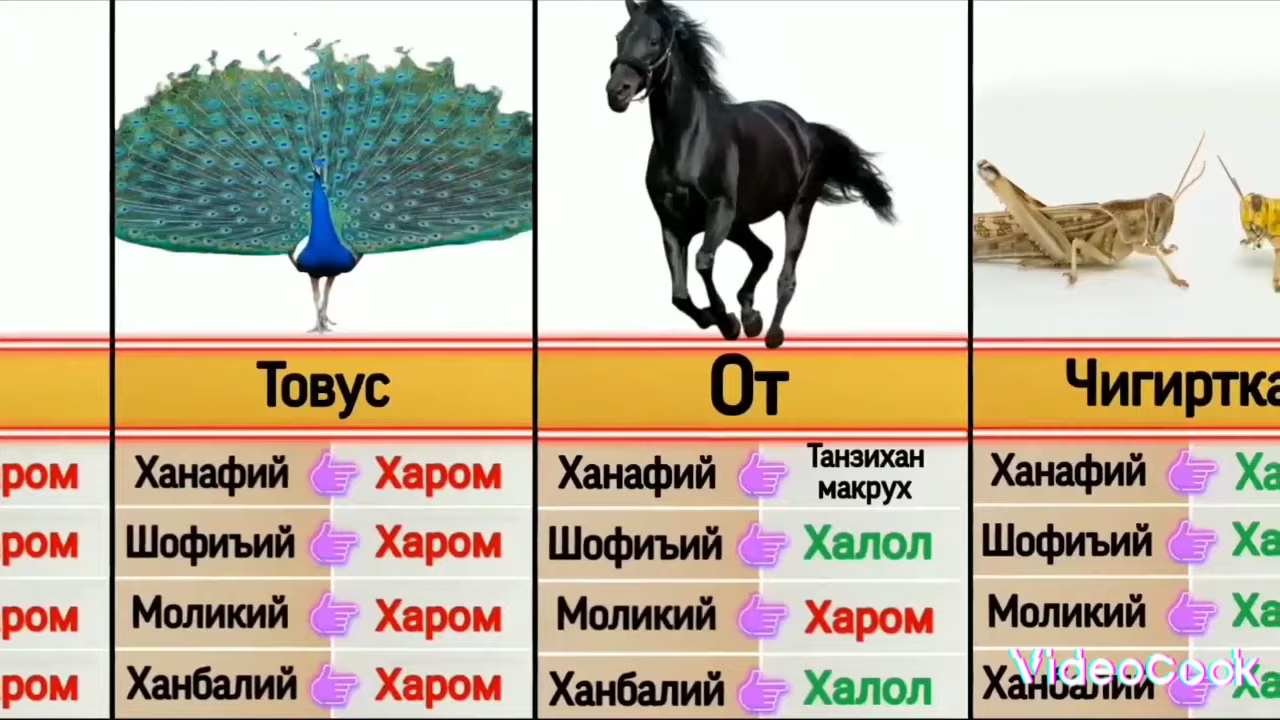 Товус
Ханафий Харом
Шофиъий Харом
Моликий Харом
Ханбалий Харом
От
Ханафий Танзихан
макрух
Шофиъий Халол
Моликий Харом
Ханбалий Халол
Чигиртка
Ханафий
Шофиъий
Моликий
Ханбалий
VideoCook